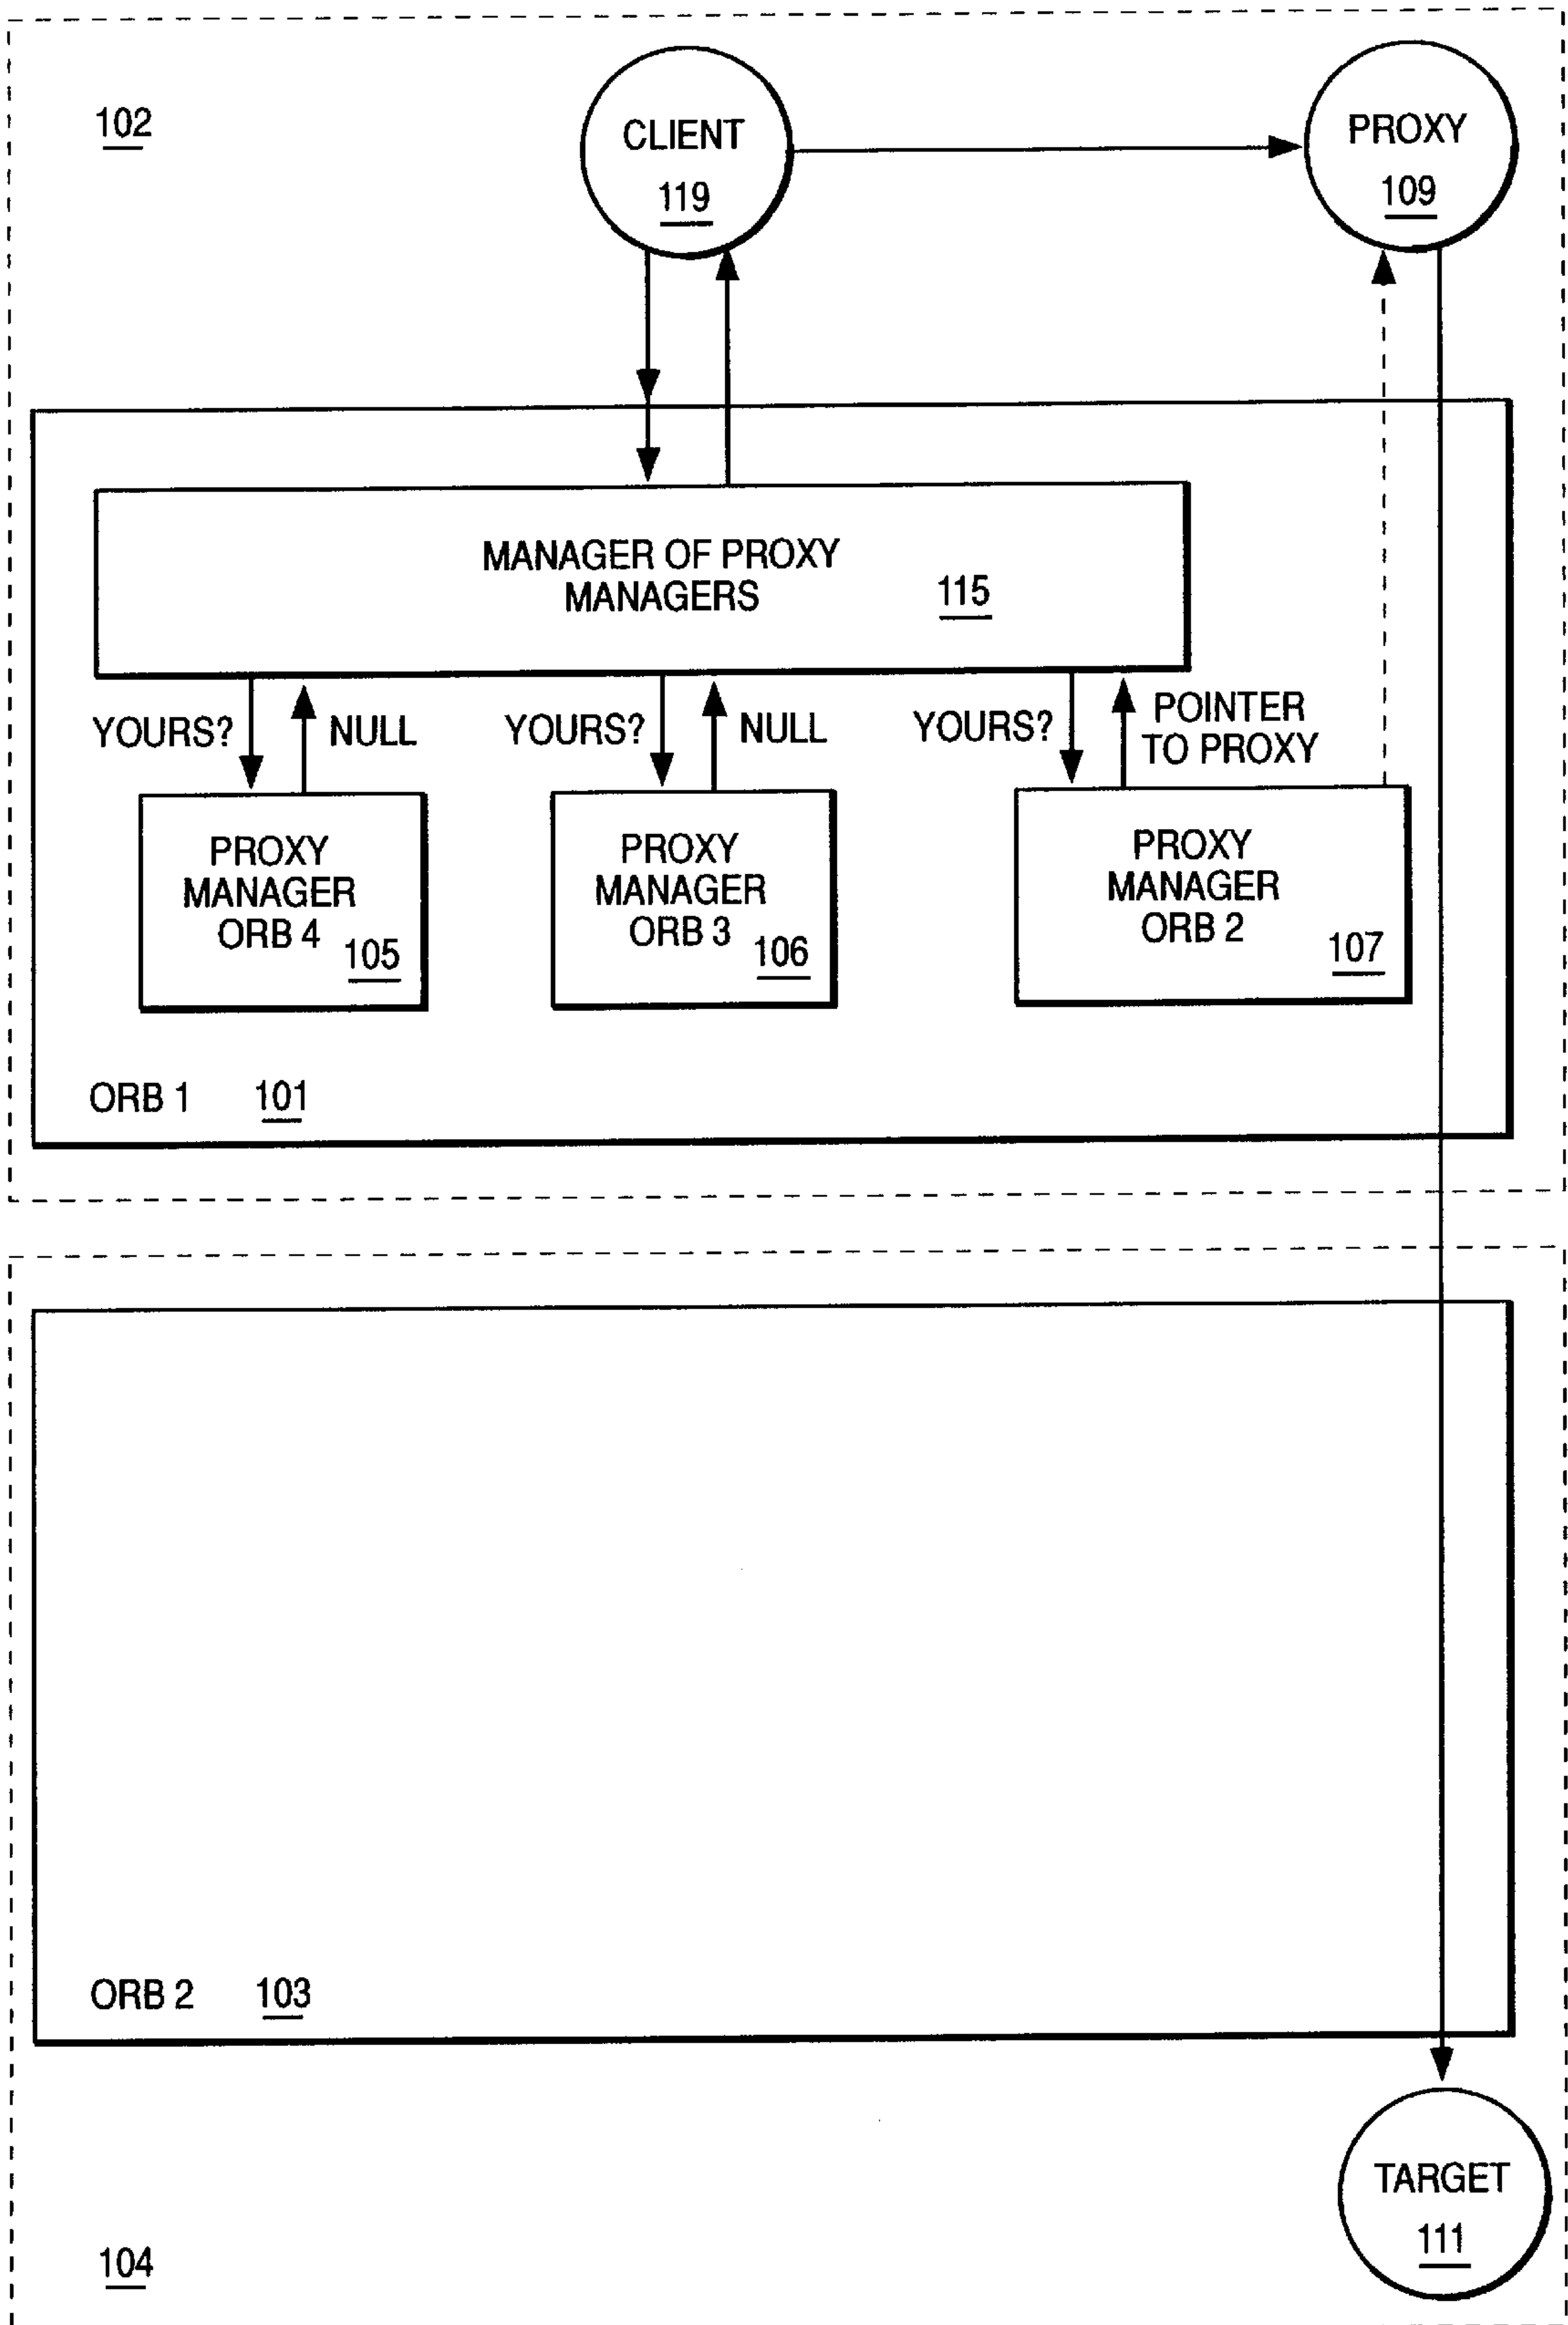 102
CLIENT
119
PROXY
109
MANAGER OF PROXY
MANAGERS
115
YOURS?
NULL
YOURS?
NULL
YOURS?
POINTER
TO PROXY
PROXY
MANAGER
ORB 4
105
PROXY
MANAGER
ORB 3
106
PROXY
MANAGER
ORB 2
107
ORB 1
101
ORB 2
103
TARGET
111
104